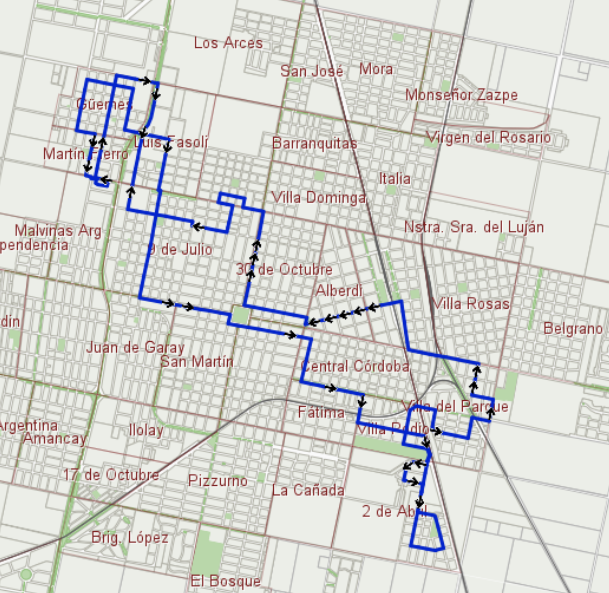 Los Arces
San José
Mora
Monseñor Zazpe
Güemes
Virgen del Rosario
Luis Fasoli
Barranquitas
Martín Fierro
Italia
Villa Dominga
Malvinas Arg
Nstra. Sra. del Luján
pendencia
9 de Julio
30 de Octubre
Alberdi
Villa Rosas
Belgrano
din
Juan de Garay
San Martín
Central Córdoba
Villa del Parque
Fátima
Argentina
Ilolay
Villa Podio
Amancay
17 de Octubre
Pizzurno
La Cañada
2 de Abril
Brig. López
El Bosque